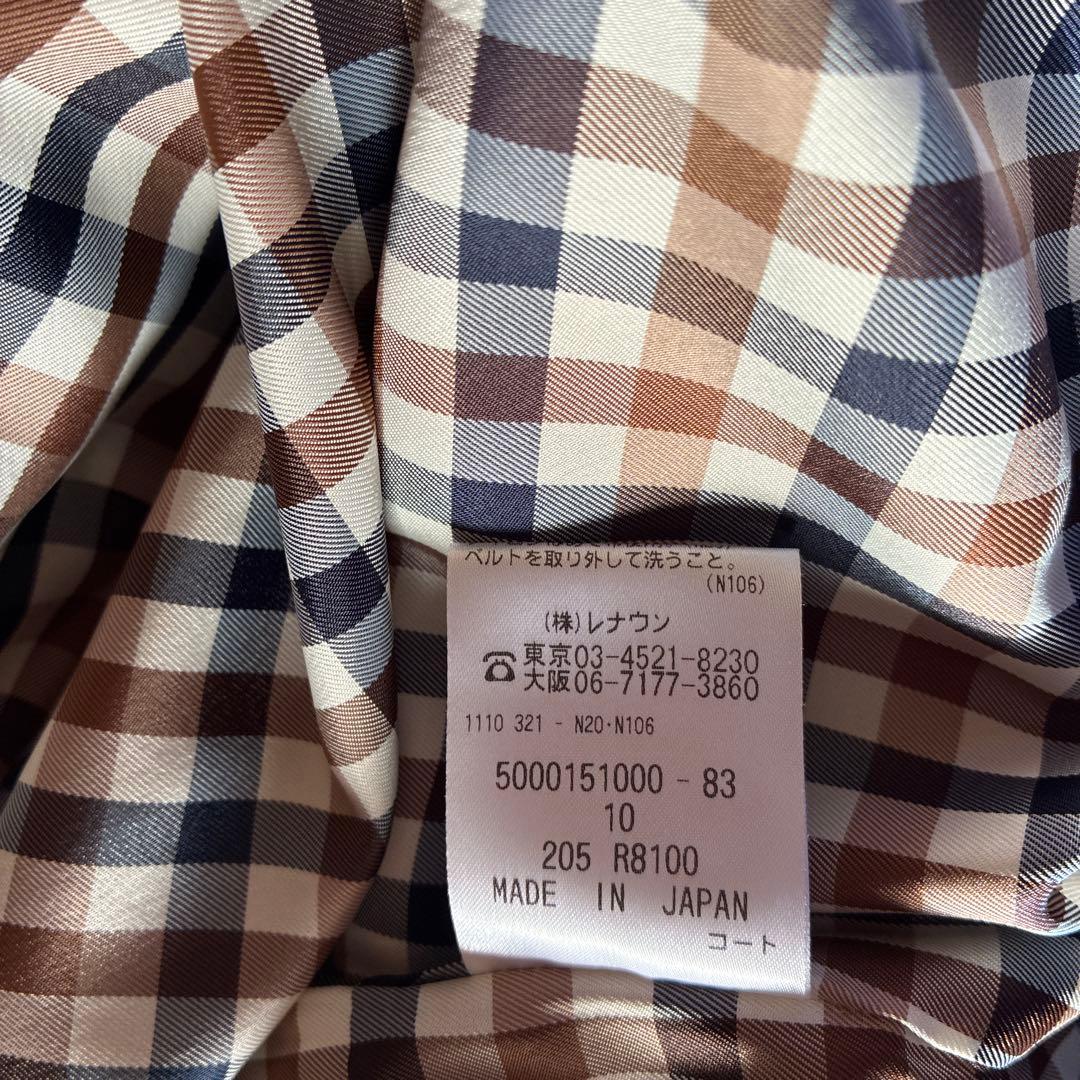 ベルトを取り外して洗うこと。
(N106)
(株)レナウン
☎東京03-4521-8230
大阪06-7177-3860
1110 321 - N20·N106
5000151000 - 83
10
205 R8100
MADE IN JAPAN
コート